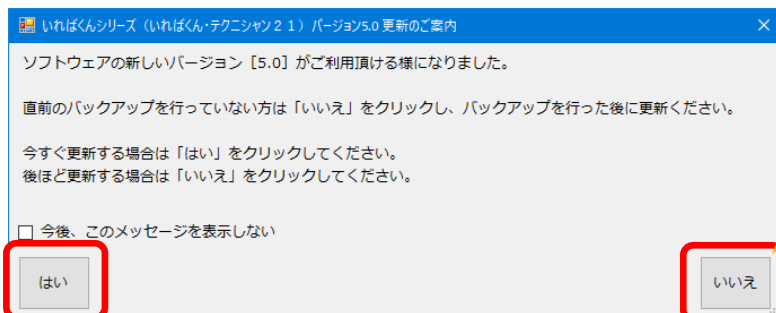 いればくんシリーズ（いればくん・テクニシャン２１）バージョン5.0 更新のご案内
ソフトウェアの新しいバージョン［5.0］がご利用頂ける様になりました。
直前のバックアップを行っていない方は「いいえ」をクリックし、バックアップを行った後に更新ください。
今すぐ更新する場合は「はい」をクリックしてください。
後ほど更新する場合は「いいえ」をクリックしてください。
今後、このメッセージを表示しない
はい
いいえ